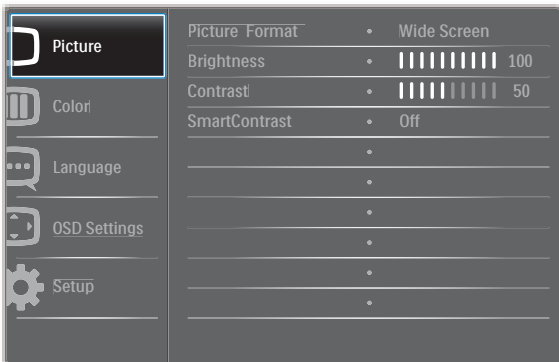 Picture
Color
Language
OSD Settings
Setup
Picture Format • Wide Screen
Brightness • 100
Contrast • 50
SmartContrast • Off
•
•
•
•
•
•